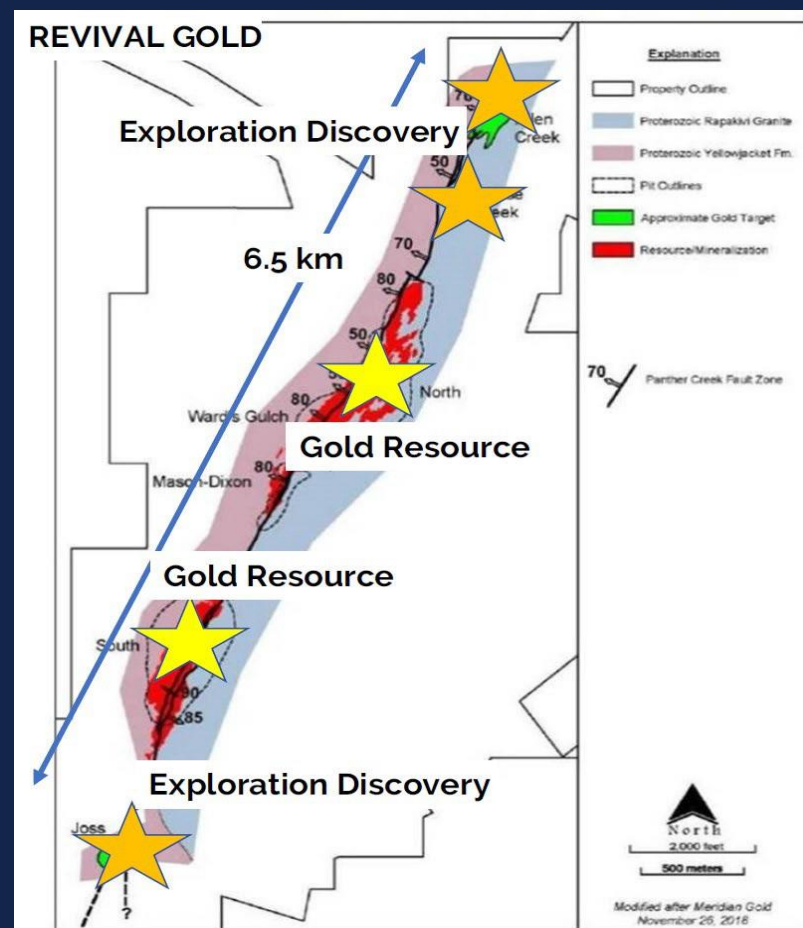 REVIVAL GOLD
Exploration Discovery
70
Creek
50
6.5 km
70
80
50
80
Ward's Gulch
North
Gold Resource
Mason-Dixon
80
Gold Resource
South
90
85
Exploration Discovery
Joss
?
Explanation
Property Outline
Proterozoic Rapakivi Granite
Proterozoic Yellowjacket Fm.
Pit Outlines
Approximate Gold Target
Resource/Mineralization
70
Panther Creek Fault Zone
North
2,000 feet
500 meters
Modified after Meridian Gold
November 26, 2016